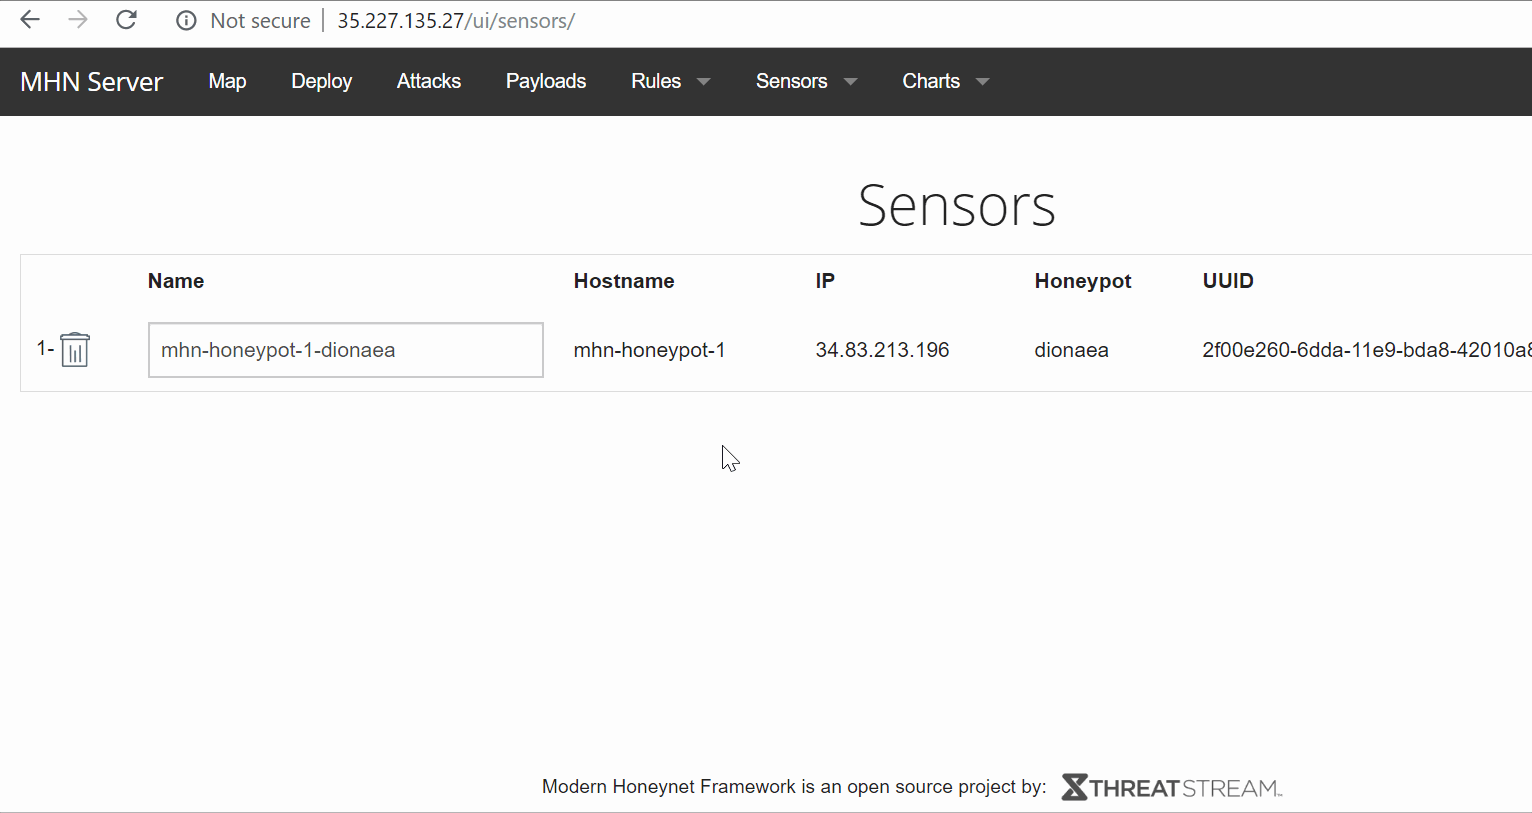 Not secure 35.227.135.27/ui/sensors/
MHN Server Map Deploy Attacks Payloads Rules Sensors Charts
Sensors
Name Hostname IP Honeypot UUID
1- mhn-honeypot-1-dionaea mhn-honeypot-1 34.83.213.196 dionaea 2f00e260-6dda-11e9-bda8-42010a8
Modern Honeynet Framework is an open source project by: THREATSTREAM